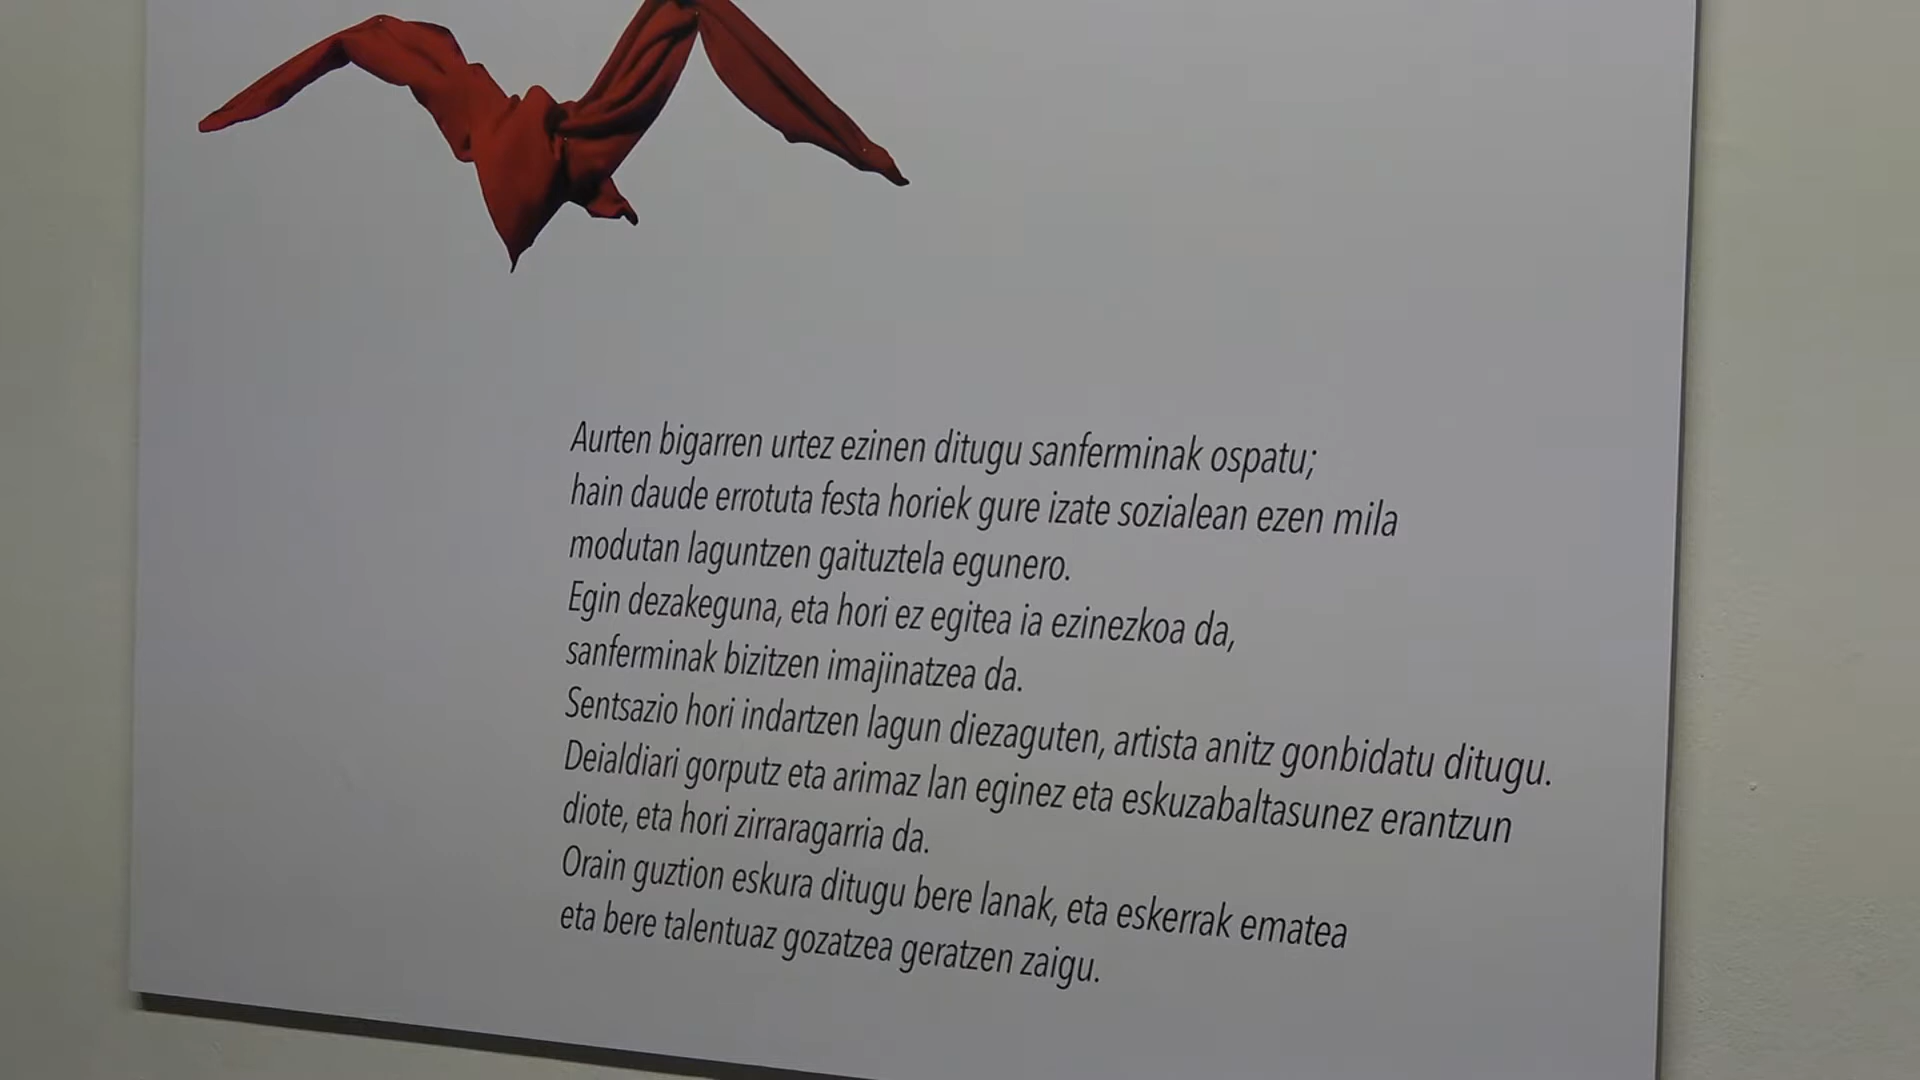 Aurten bigarren urtez ezinen ditugu sanferminak ospatu;
hain daude errotuta festa horiek gure izate sozialean ezen mila
modutan laguntzen gaituztela egunero.
Egin dezakeguna, eta hori ez egitea ia ezinezkoa da,
sanferminak bizitzen imajinatzea da.
Sentsazio hori indartzen lagun diezaguten, artista anitz gonbidatu ditugu.
Deialdiari gorputz eta arimaz lan eginez eta eskuzabaltasunez erantzun
diote, eta hori zirraragarria da.
Orain guztion eskura ditugu bere lanak, eta eskerrak ematea
eta bere talentuaz gozatzea geratzen zaigu.